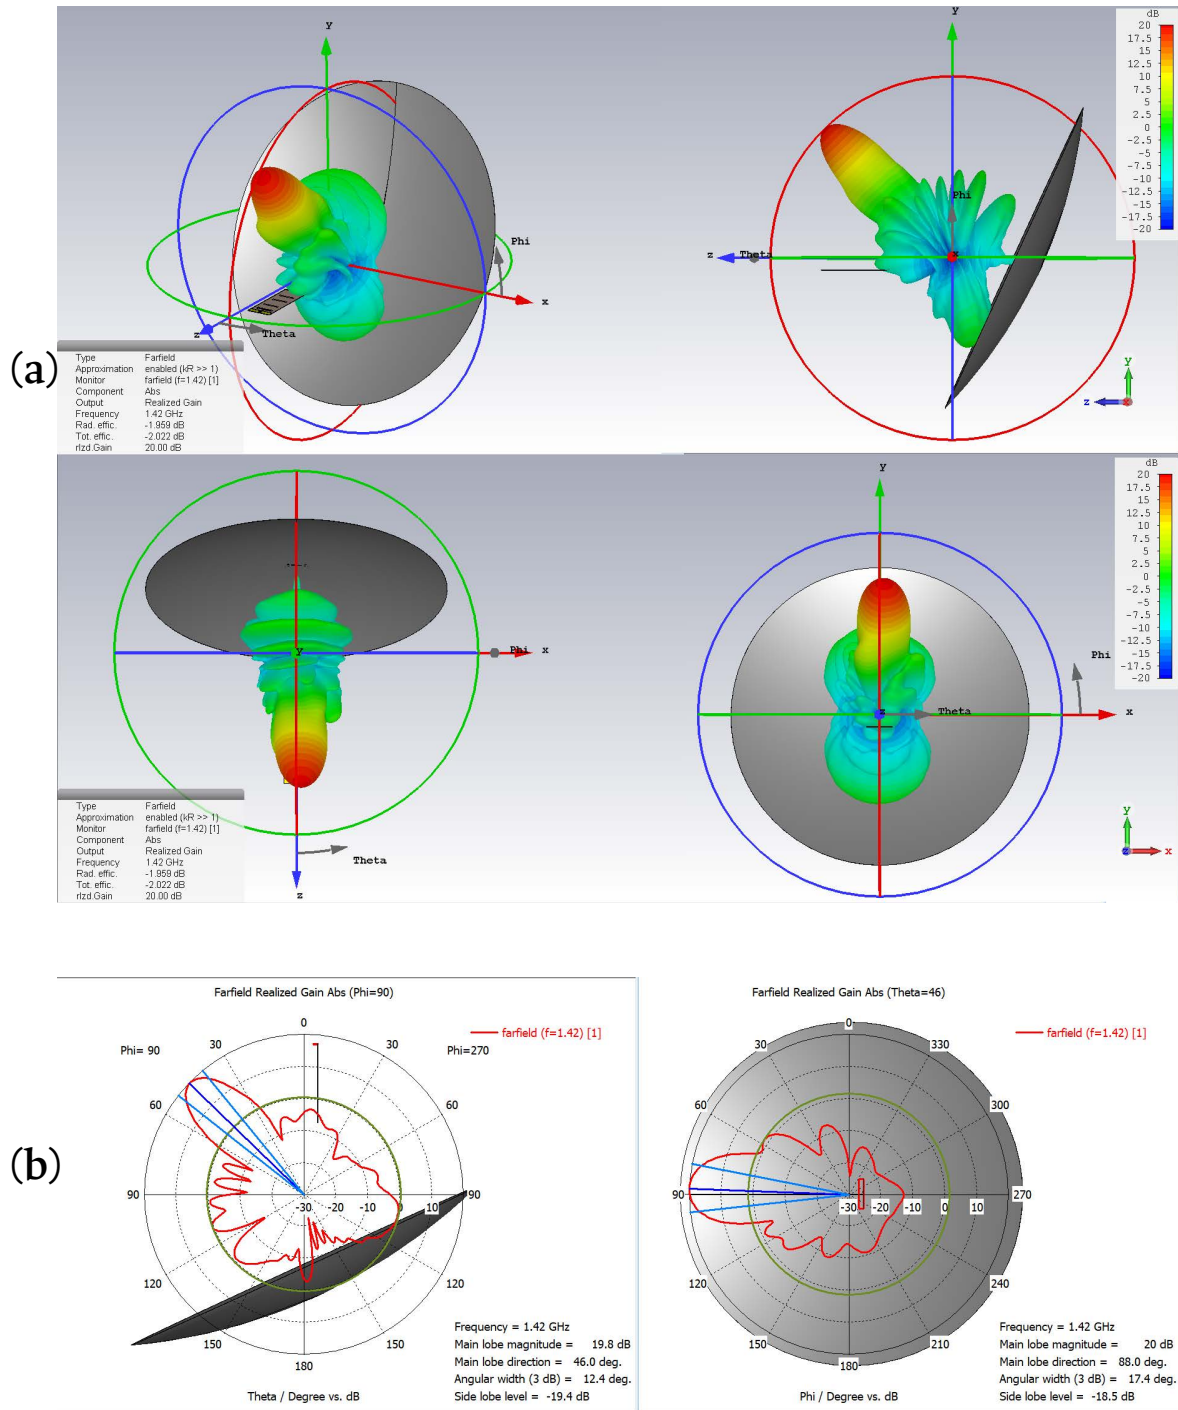 (a)
y
Phi
x
z
Theta
Type Farfield
Approximation enabled (kR >> 1)
Monitor farfield (f=1.42) [1]
Component Abs
Output Realized Gain
Frequency 1.42 GHz
Rad. effic. -1.959 dB
Tot. effic. -2.022 dB
rlzd.Gain 20.00 dB
y
Phi
z
Theta
x
dB
20
17.5
15
12.5
10
7.5
5
2.5
0
-2.5
-5
-7.5
-10
-12.5
-15
-17.5
-20
y
z
y
Phi
x
Theta
z
Type Farfield
Approximation enabled (kR >> 1)
Monitor farfield (f=1.42) [1]
Component Abs
Output Realized Gain
Frequency 1.42 GHz
Rad. effic. -1.959 dB
Tot. effic. -2.022 dB
rlzd.Gain 20.00 dB
y
Phi
z
Theta
x
dB
20
17.5
15
12.5
10
7.5
5
2.5
0
-2.5
-5
-7.5
-10
-12.5
-15
-17.5
-20
y
z
x
(b)
Farfield Realized Gain Abs (Phi=90)
farfield (f=1.42) [1]
Phi= 90
30
0
30
Phi=270
60
60
90
-30
-20
-10
0
10
90
120
120
150
150
180
Frequency = 1.42 GHz
Main lobe magnitude = 19.8 dB
Main lobe direction = 46.0 deg.
Angular width (3 dB) = 12.4 deg.
Side lobe level = -19.4 dB
Theta / Degree vs. dB
Farfield Realized Gain Abs (Theta=46)
farfield (f=1.42) [1]
0
30
330
60
300
90
-30
-20
-10
0
10
270
120
240
150
210
180
Frequency = 1.42 GHz
Main lobe magnitude = 20 dB
Main lobe direction = 88.0 deg.
Angular width (3 dB) = 17.4 deg.
Side lobe level = -18.5 dB
Phi / Degree vs. dB